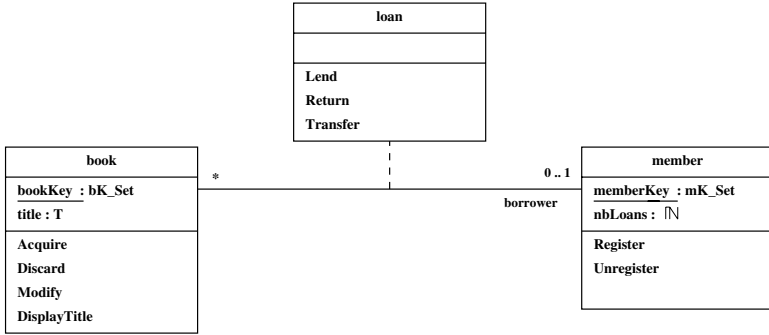 loan
Lend
Return
Transfer
book
bookKey : bK_Set
title : T
Acquire
Discard
Modify
DisplayTitle
*
0 .. 1
borrower
member
memberKey : mK_Set
nbLoans : ℕ
Register
Unregister